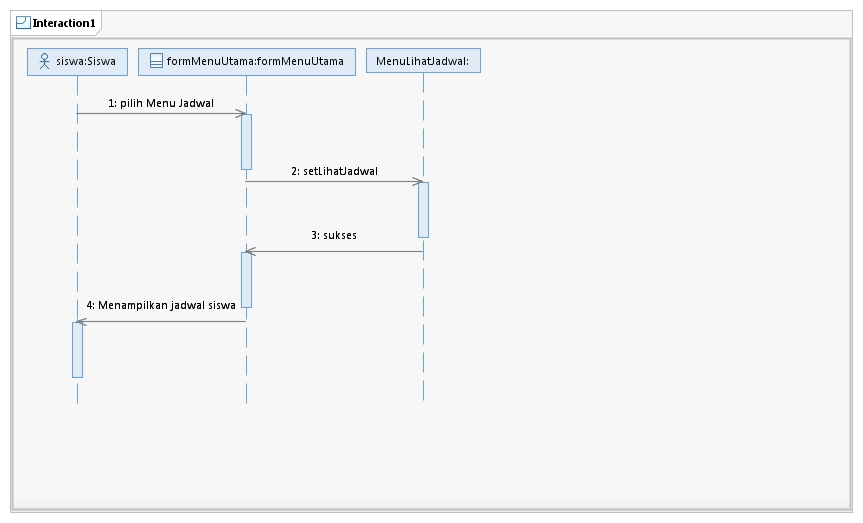 Interaction1
siswa:Siswa
formMenuUtama:formMenuUtama
MenuLihatJadwal:
1: pilih Menu Jadwal
2: setLihatJadwal
3: sukses
4: Menampilkan jadwal siswa